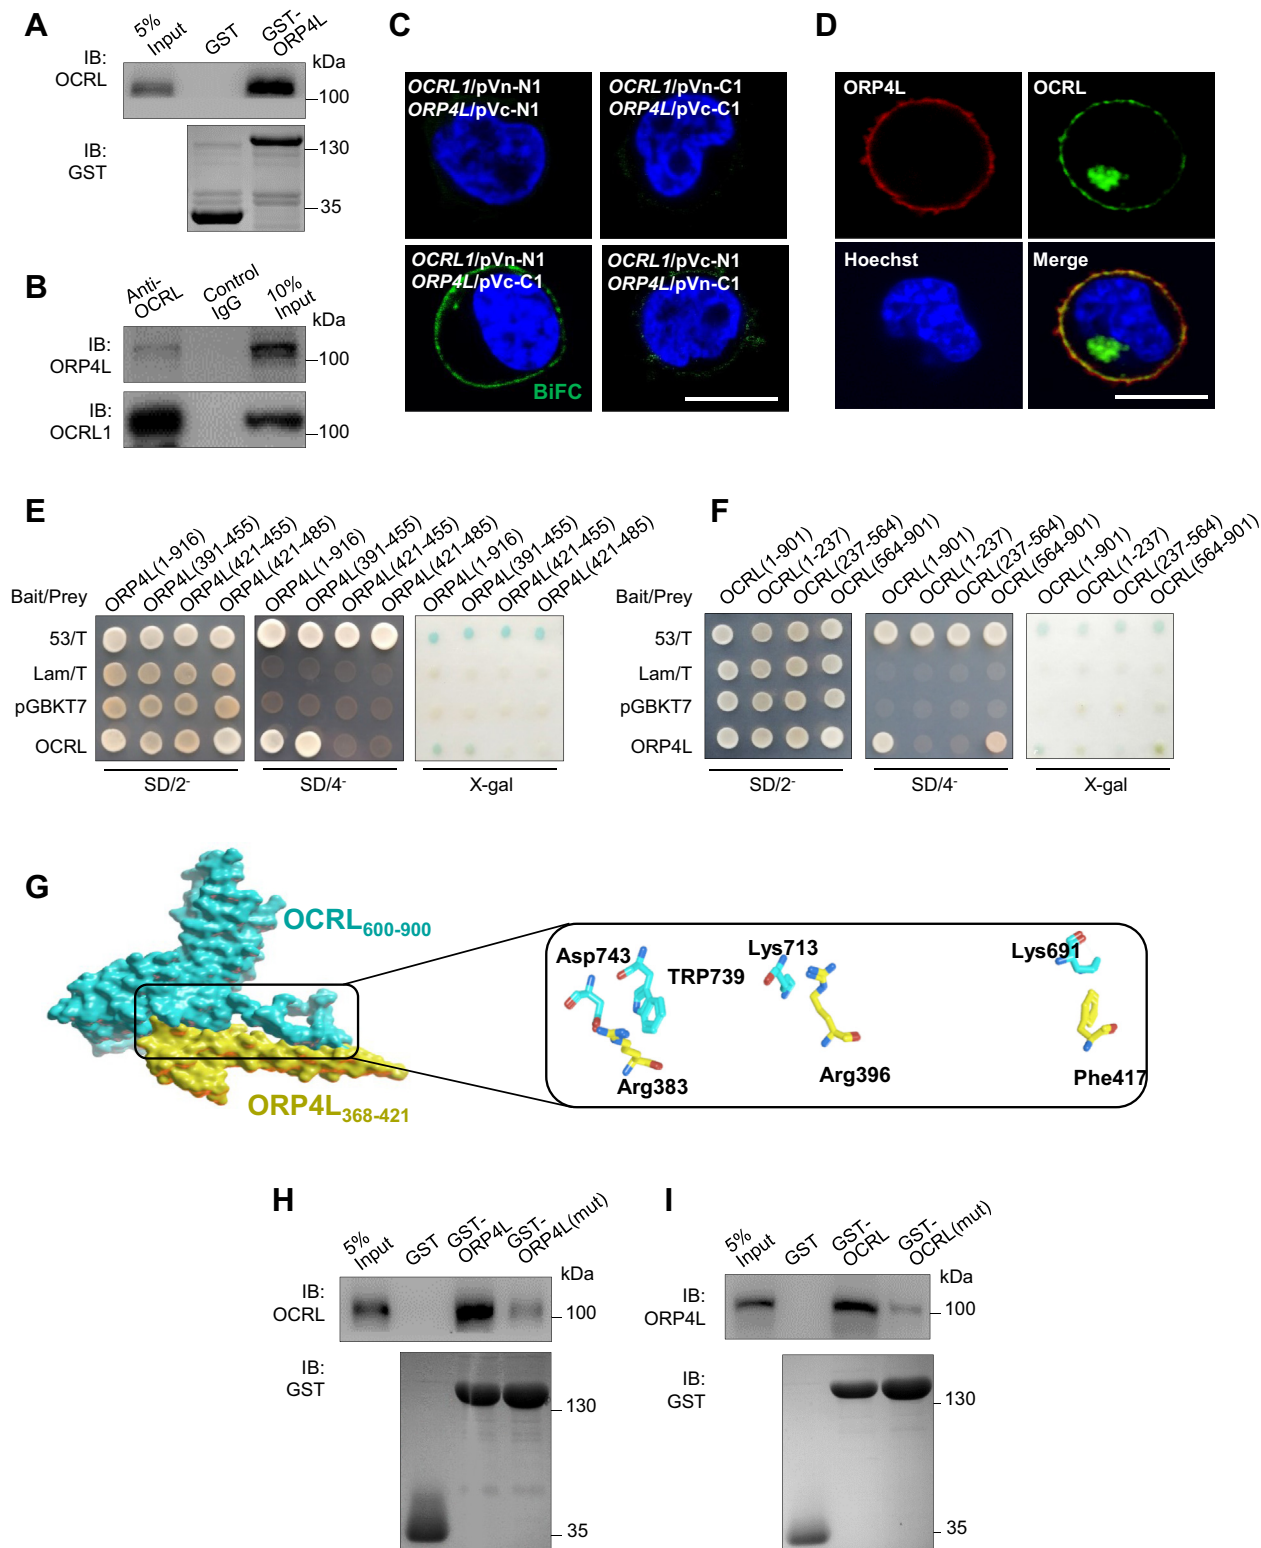 A
5%
Input
GST
GST-
ORP4L
IB:
OCRL
kDa
100
IB:
GST
130
35
B
Anti-
OCRL
Control
IgG
10%
Input
kDa
IB:
ORP4L
100
IB:
OCRL1
100
C
OCRL1/pVn-N1
ORP4L/pVc-N1
OCRL1/pVn-C1
ORP4L/pVc-C1
OCRL1/pVn-N1
ORP4L/pVc-C1
BiFC
OCRL1/pVc-N1
ORP4L/pVn-C1
D
ORP4L
OCRL
Hoechst
Merge
E
Bait/Prey
ORP4L(1-916)
ORP4L(391-455)
ORP4L(421-455)
ORP4L(421-485)
ORP4L(1-916)
ORP4L(391-455)
ORP4L(421-455)
ORP4L(421-485)
ORP4L(1-916)
ORP4L(391-455)
ORP4L(421-455)
ORP4L(421-485)
53/T
Lam/T
pGBKT7
OCRL
SD/2-
SD/4-
X-gal
F
Bait/Prey
OCRL(1-901)
OCRL(1-237)
OCRL(237-564)
OCRL(564-901)
OCRL(1-901)
OCRL(1-237)
OCRL(237-564)
OCRL(564-901)
OCRL(1-901)
OCRL(1-237)
OCRL(237-564)
OCRL(564-901)
53/T
Lam/T
pGBKT7
ORP4L
SD/2-
SD/4-
X-gal
G
OCRL600-900
ORP4L368-421
Asp743
TRP739
Lys713
Lys691
Arg383
Arg396
Phe417
H
5%
Input
GST
GST-
ORP4L
GST-
ORP4L(mut)
kDa
IB:
OCRL
100
IB:
GST
130
35
I
5%
Input
GST
GST-
OCRL
GST-
OCRL(mut)
kDa
IB:
ORP4L
100
IB:
GST
130
35